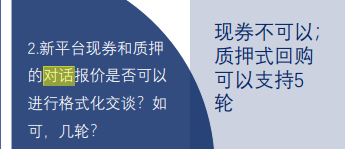 2.新平台现券和质押
的对话报价是否可以
进行格式化交谈？如
可，几轮？
现券不可以；
质押式回购
可以支持5
轮